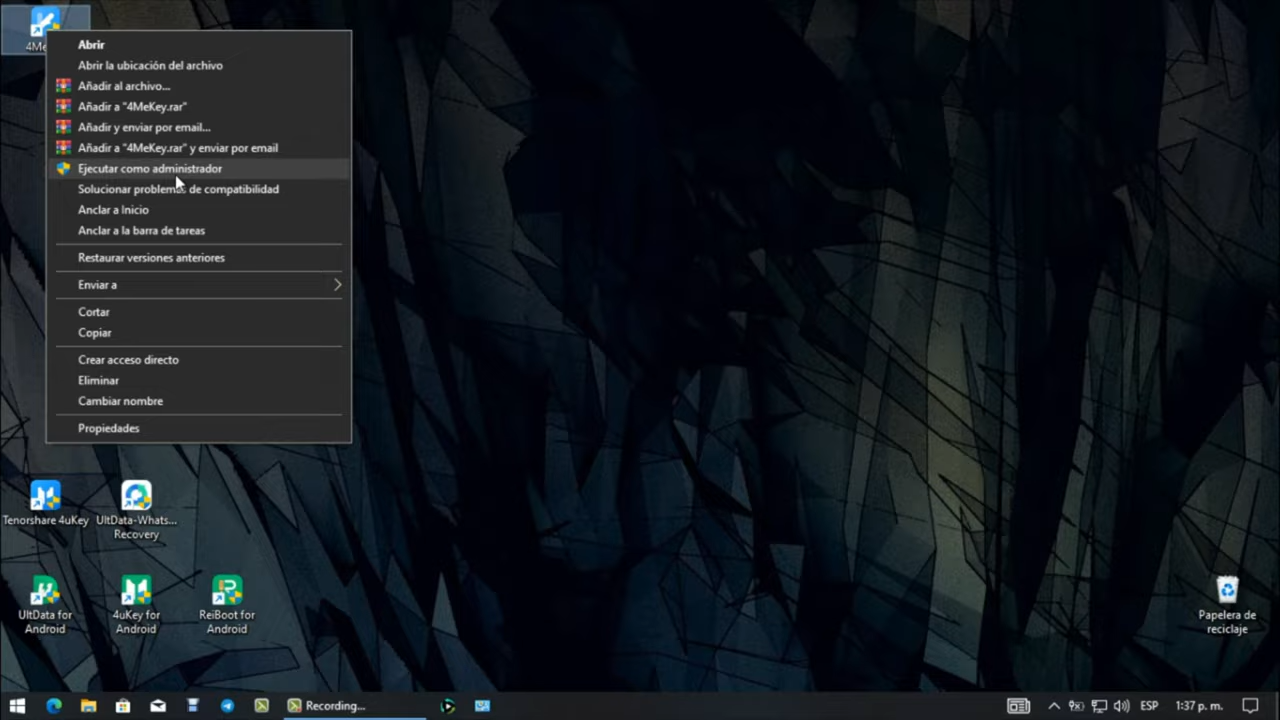 4Me
Abrir
Abrir la ubicación del archivo
Añadir al archivo...
Añadir a "4MeKey.rar"
Añadir y enviar por email...
Añadir a "4MeKey.rar" y enviar por email
Ejecutar como administrador
Solucionar problemas de compatibilidad
Anclar a Inicio
Anclar a la barra de tareas
Restaurar versiones anteriores
Enviar a
Cortar
Copiar
Crear acceso directo
Eliminar
Cambiar nombre
Propiedades
Tenorshare 4uKey
UltData-Whats...
Recovery
UltData for
Android
4uKey for
Android
ReiBoot for
Android
Papelera de
reciclaje
Recording...
ESP
1:37 p. m.